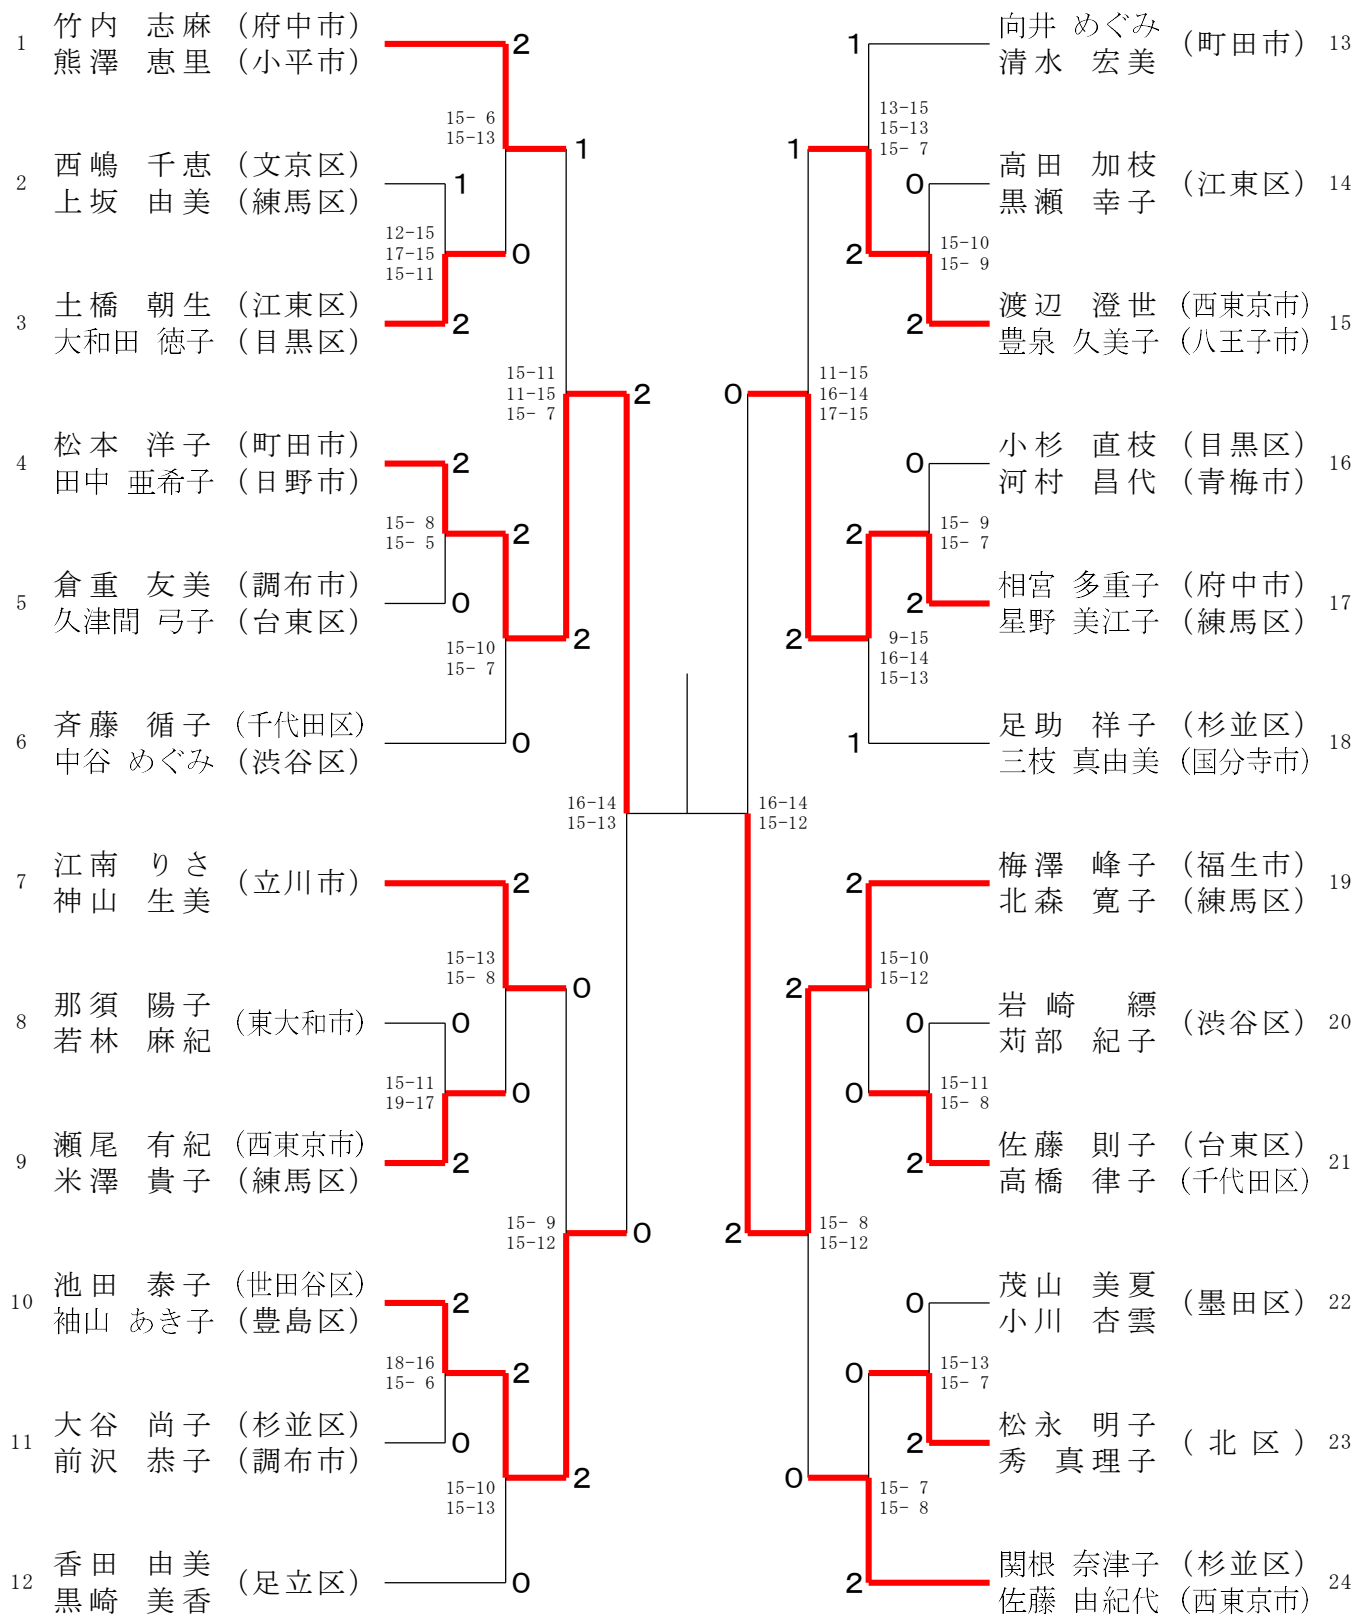 1 竹内 志麻 (府中市)
熊澤 恵里 (小平市)
2
15- 6
15-13
1
2 西嶋 千恵 (文京区)
上坂 由美 (練馬区)
1
12-15
17-15
15-11
0
3 土橋 朝生 (江東区)
大和田 徳子 (目黒区)
2
15-11
11-15
15- 7
2
4 松本 洋子 (町田市)
田中 亜希子 (日野市)
2
15- 8
15- 5
2
5 倉重 友美 (調布市)
久津間 弓子 (台東区)
0
15-10
15- 7
2
6 斉藤 循子 (千代田区)
中谷 めぐみ (渋谷区)
0
16-14
15-13
7 江南 りさ
神山 生美
(立川市)
2
15-13
15- 8
0
8 那須 陽子
若林 麻紀
(東大和市)
0
15-11
19-17
0
9 瀬尾 有紀 (西東京市)
米澤 貴子 (練馬区)
2
15- 9
15-12
0
10 池田 泰子 (世田谷区)
袖山 あき子 (豊島区)
2
18-16
15- 6
2
11 大谷 尚子 (杉並区)
前沢 恭子 (調布市)
0
15-10
15-13
2
12 香田 由美
黒崎 美香
(足立区)
0
1
向井 めぐみ
清水 宏美
(町田市) 13
13-15
15-13
15- 7
1
0
高田 加枝
黒瀬 幸子
(江東区) 14
2
15-10
15- 9
2
渡辺 澄世 (西東京市)
豊泉 久美子 (八王子市)
15
0
11-15
16-14
17-15
0
小杉 直枝 (目黒区)
河村 昌代 (青梅市)
16
2
15- 9
15- 7
2
相宮 多重子 (府中市)
星野 美江子 (練馬区)
17
2
9-15
16-14
15-13
1
足助 祥子 (杉並区)
三枝 真由美 (国分寺市)
18
16-14
15-12
2
梅澤 峰子 (福生市)
北森 寛子 (練馬区)
19
2
15-10
15-12
0
岩崎 縹
苅部 紀子
(渋谷区) 20
0
15-11
15- 8
2
佐藤 則子 (台東区)
高橋 律子 (千代田区)
21
2
15- 8
15-12
0
茂山 美夏
小川 杏雲
(墨田区) 22
0
15-13
15- 7
2
松永 明子
秀 真理子
(北区) 23
0
15- 7
15- 8
2
関根 奈津子 (杉並区)
佐藤 由紀代 (西東京市)
24